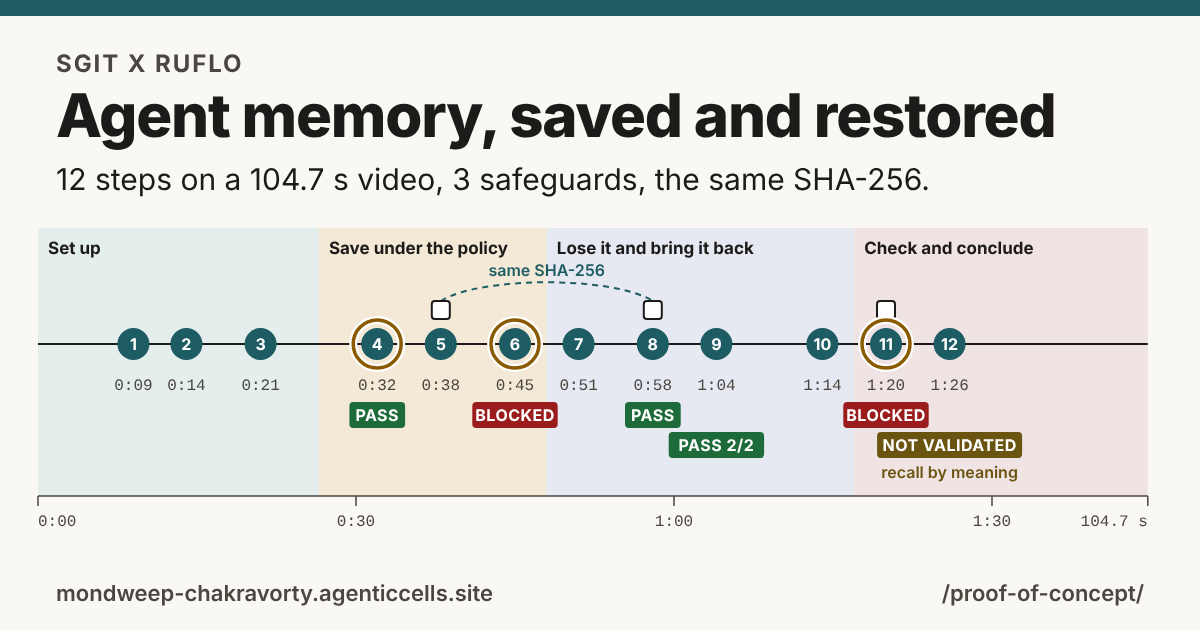 SGIT X RUFLO
Agent memory, saved and restored
12 steps on a 104.7 s video, 3 safeguards, the same SHA-256.
Set up
Save under the policy
Lose it and bring it back
Check and conclude
same SHA-256
1 2 3 4 5 6 7 8 9 10 11 12
0:09 0:14 0:21 0:32 0:38 0:45 0:51 0:58 1:04 1:14 1:20 1:26
PASS BLOCKED PASS BLOCKED
PASS 2/2 NOT VALIDATED
recall by meaning
0:00 0:30 1:00 1:30 104.7 s
mondweep-chakravorty.agenticcells.site
/proof-of-concept/